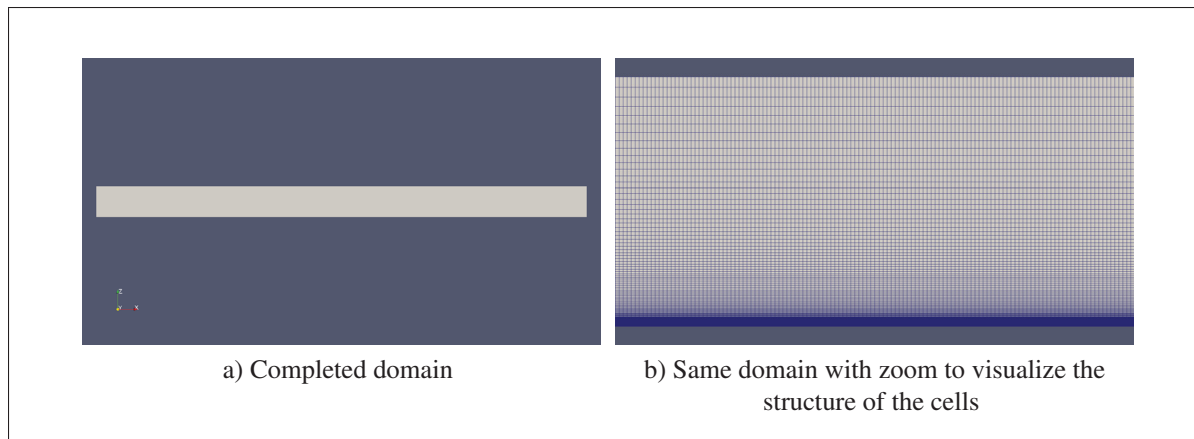 Z
Y X
a) Completed domain
b) Same domain with zoom to visualize the
structure of the cells